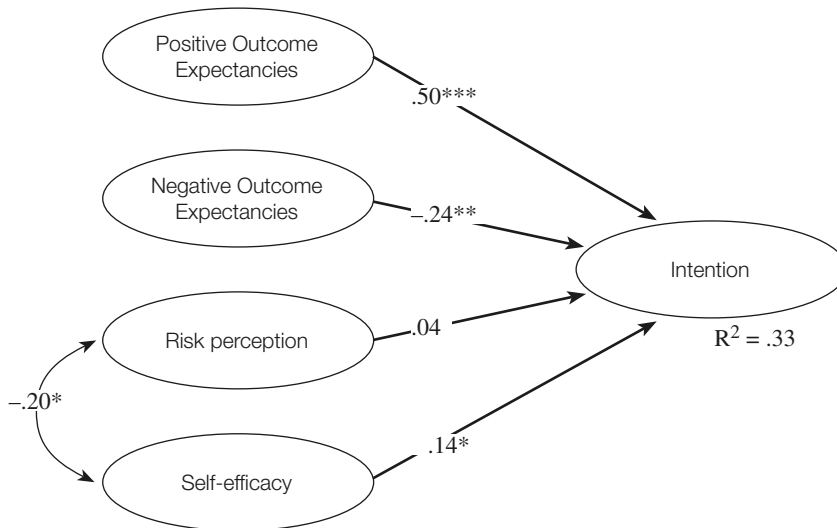 Positive Outcome
Expectancies
.50***
Negative Outcome
Expectancies
–.24**
Intention
Risk perception
.04
R² = .33
–.20*
.14*
Self-efficacy